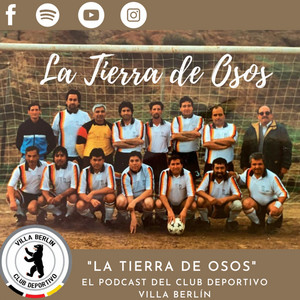 La Tierra de Osos
VILLA BERLIN
CLUB DEPORTIVO
"LA TIERRA DE OSOS"
EL PODCAST DEL CLUB DEPORTIVO
VILLA BERLÍN